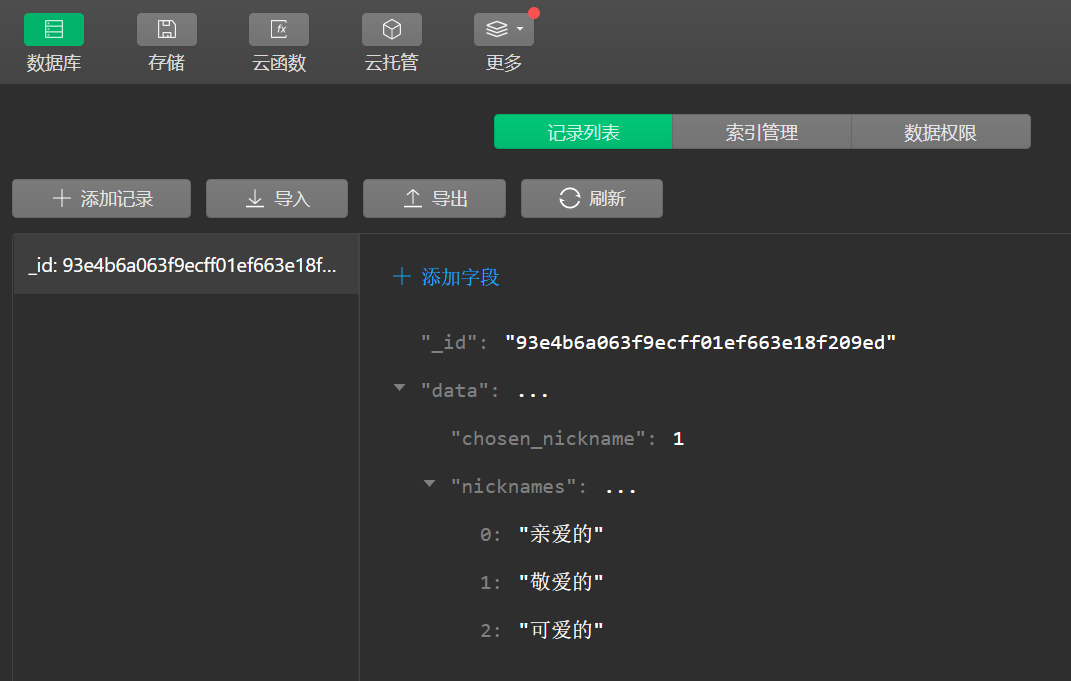 数据库 存储 云函数 云托管 更多
记录列表 索引管理 数据权限
添加记录 导入 导出 刷新
_id: 93e4b6a063f9ecff01ef663e18f...
添加字段
"_id": "93e4b6a063f9ecff01ef663e18f209ed"
"data": ...
"chosen_nickname": 1
"nicknames": ...
0: "亲爱的"
1: "敬爱的"
2: "可爱的"